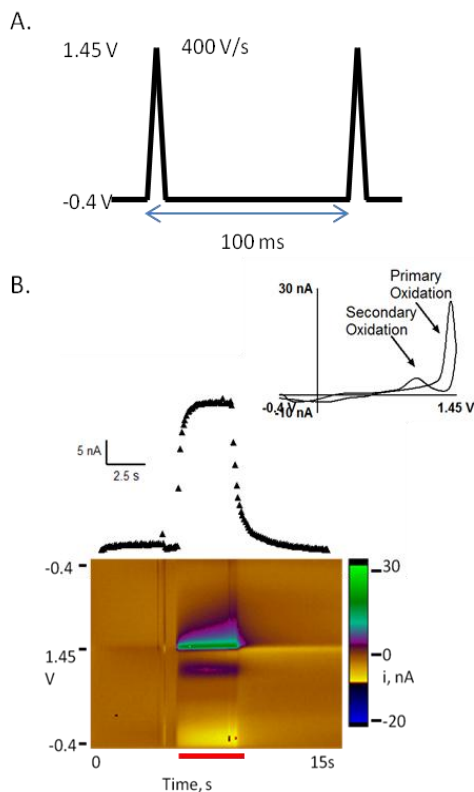 A.
1.45 V
400 V/s
-0.4 V
100 ms
B.
30 nA
Primary
Oxidation
Secondary
Oxidation
-0.4 V
1.45 V
-10 nA
5 nA
2.5 s
-0.4
1.45
V
-0.4
30
0
i, nA
-20
0
15s
Time, s